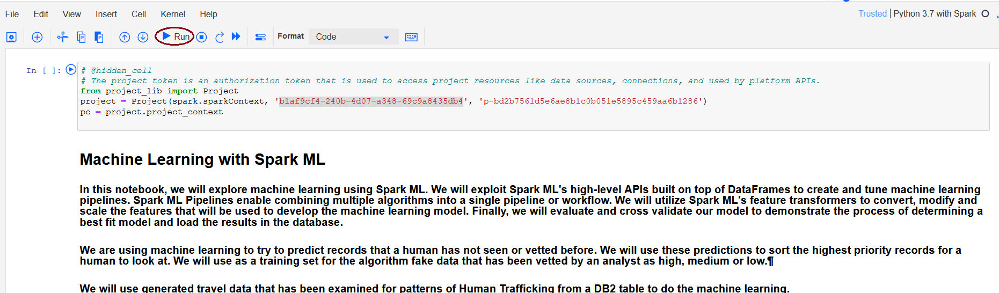 File Edit View Insert Cell Kernel Help Trusted | Python 3.7 with Spark
Run Format Code
In [ ]: # @hidden_cell
# The project token is an authorization token that is used to access project resources like data sources, connections, and used by platform APIs.
from project_lib import Project
project = Project(spark.sparkContext, 'b1af9cf4-240b-4d07-a348-69c9a8435db4', 'p-bd2b7561d5e6ae8b1c0b051e5895c459aa6b1286')
pc = project.project_context
Machine Learning with Spark ML
In this notebook, we will explore machine learning using Spark ML. We will exploit Spark ML's high-level APIs built on top of DataFrames to create and tune machine learning
pipelines. Spark ML Pipelines enable combining multiple algorithms into a single pipeline or workflow. We will utilize Spark ML's feature transformers to convert, modify and
scale the features that will be used to develop the machine learning model. Finally, we will evaluate and cross validate our model to demonstrate the process of determining a
best fit model and load the results in the database.
We are using machine learning to try to predict records that a human has not seen or vetted before. We will use these predictions to sort the highest priority records for a
human to look at. We will use as a training set for the algorithm fake data that has been vetted by an analyst as high, medium or low.¶
We will use generated travel data that has been examined for patterns of Human Trafficking from a DB2 table to do the machine learning.